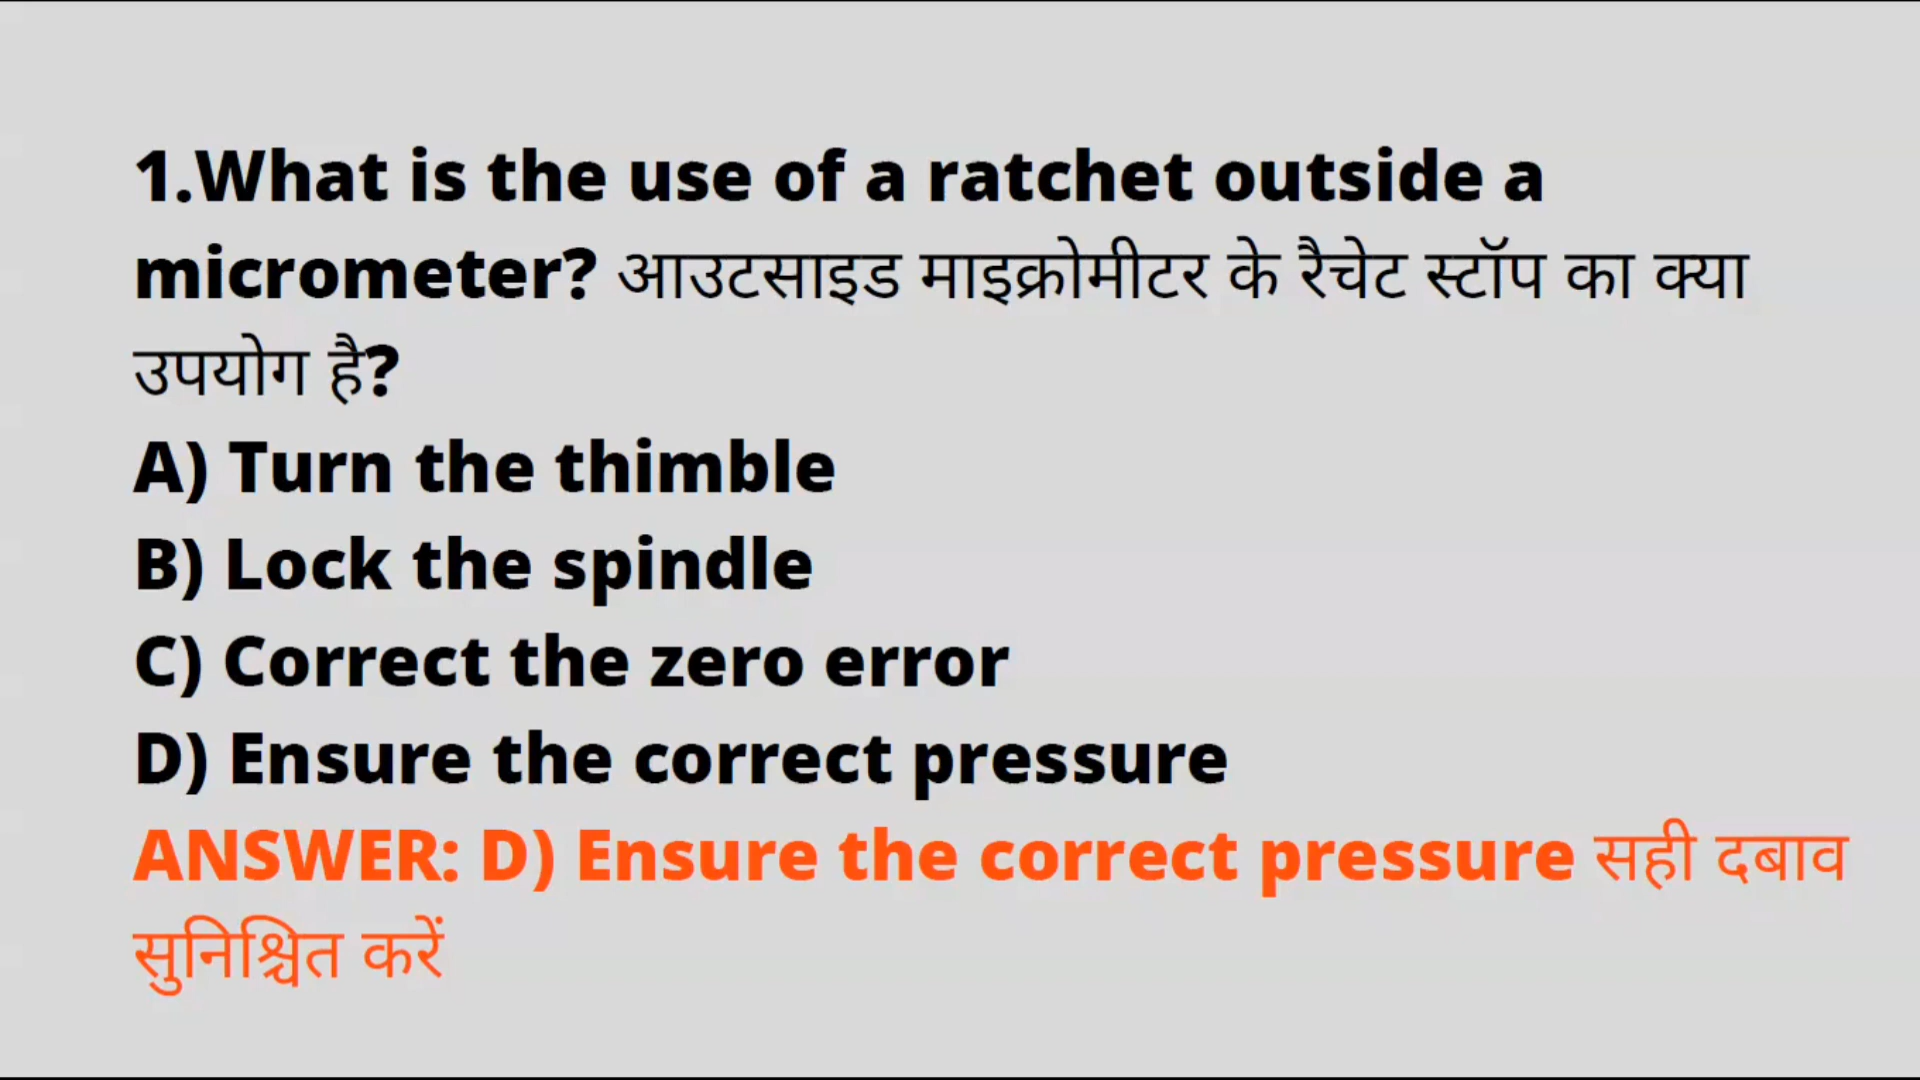 1.What is the use of a ratchet outside a
micrometer? आउटसाइड माइक्रोमीटर के रैचेट स्टॉप का क्या
उपयोग है?
A) Turn the thimble
B) Lock the spindle
C) Correct the zero error
D) Ensure the correct pressure
ANSWER: D) Ensure the correct pressure सही दबाव
सुनिश्चित करें